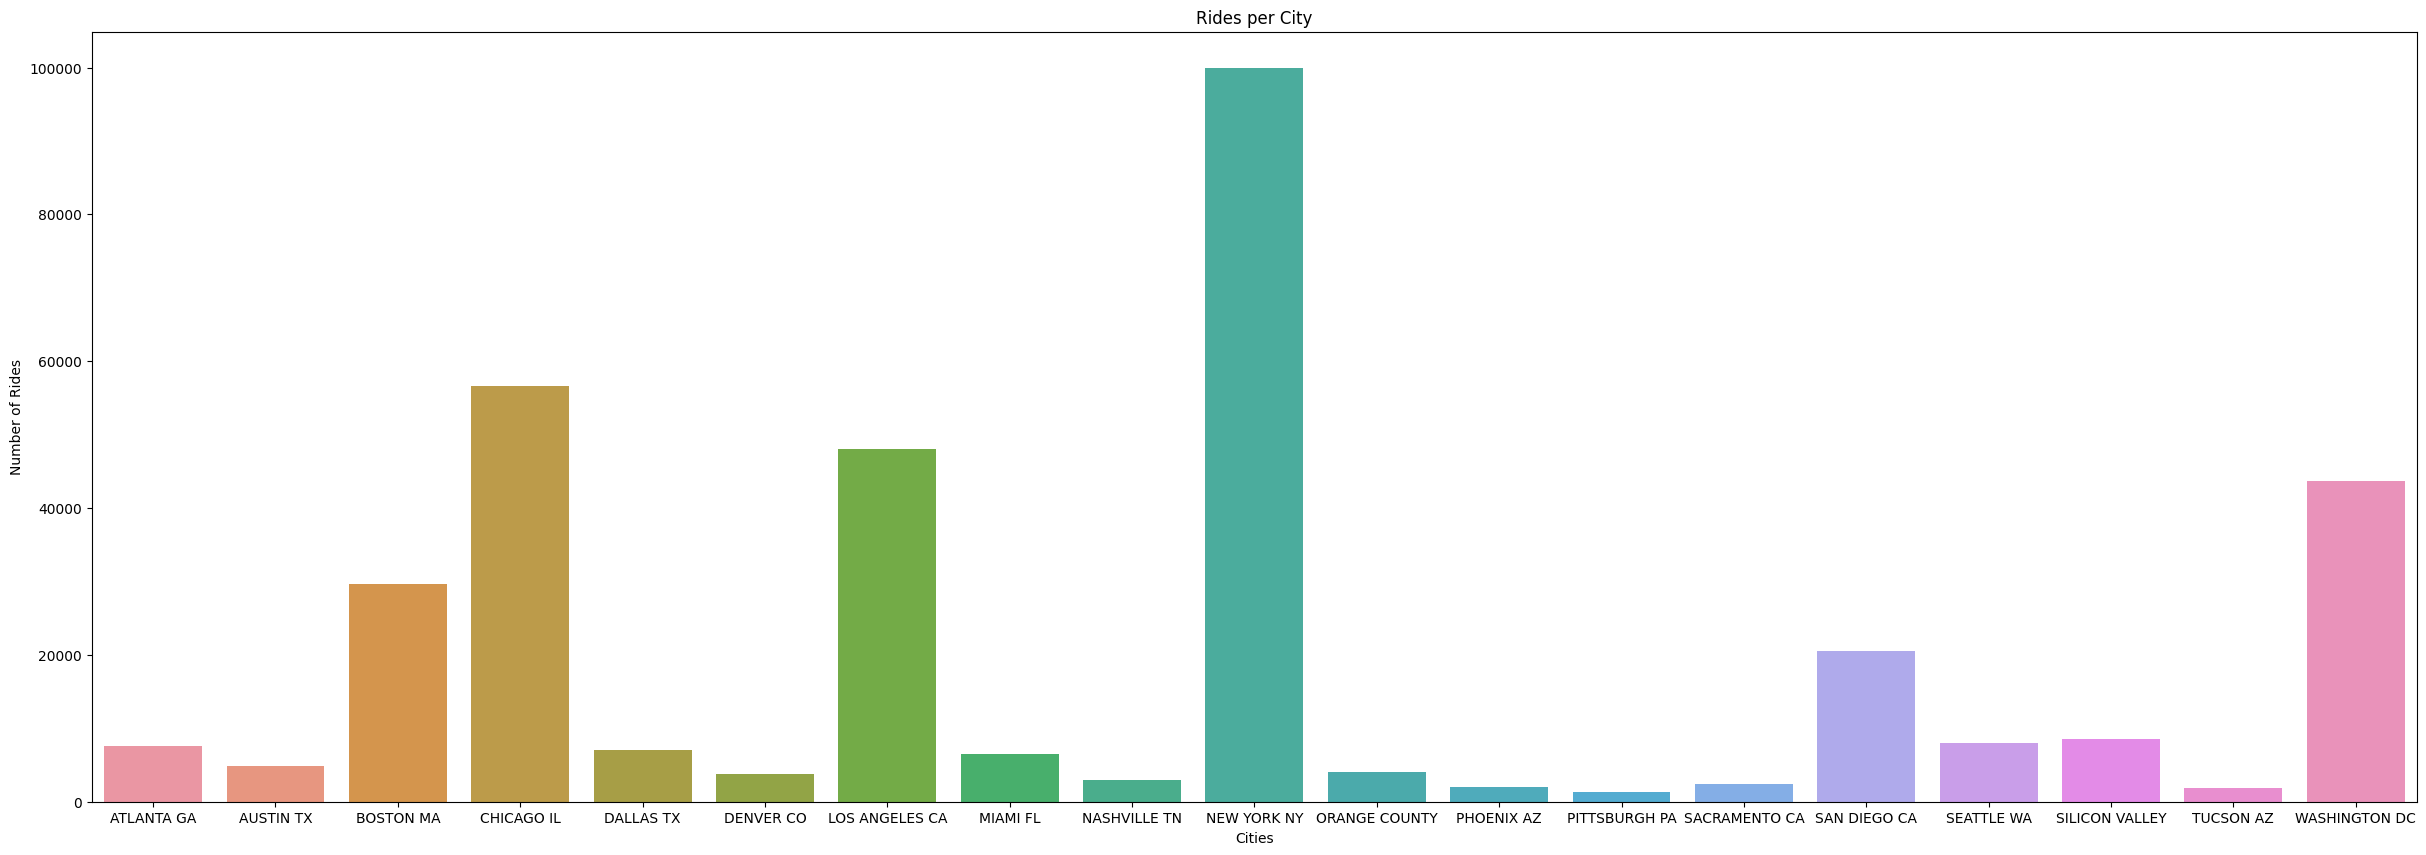 Rides per City
100000
80000
60000
40000
20000
0
Number of Rides
ATLANTA GA AUSTIN TX BOSTON MA CHICAGO IL DALLAS TX DENVER CO LOS ANGELES CA MIAMI FL NASHVILLE TN NEW YORK NY ORANGE COUNTY PHOENIX AZ PITTSBURGH PA SACRAMENTO CA SAN DIEGO CA SEATTLE WA SILICON VALLEY TUCSON AZ WASHINGTON DC
Cities